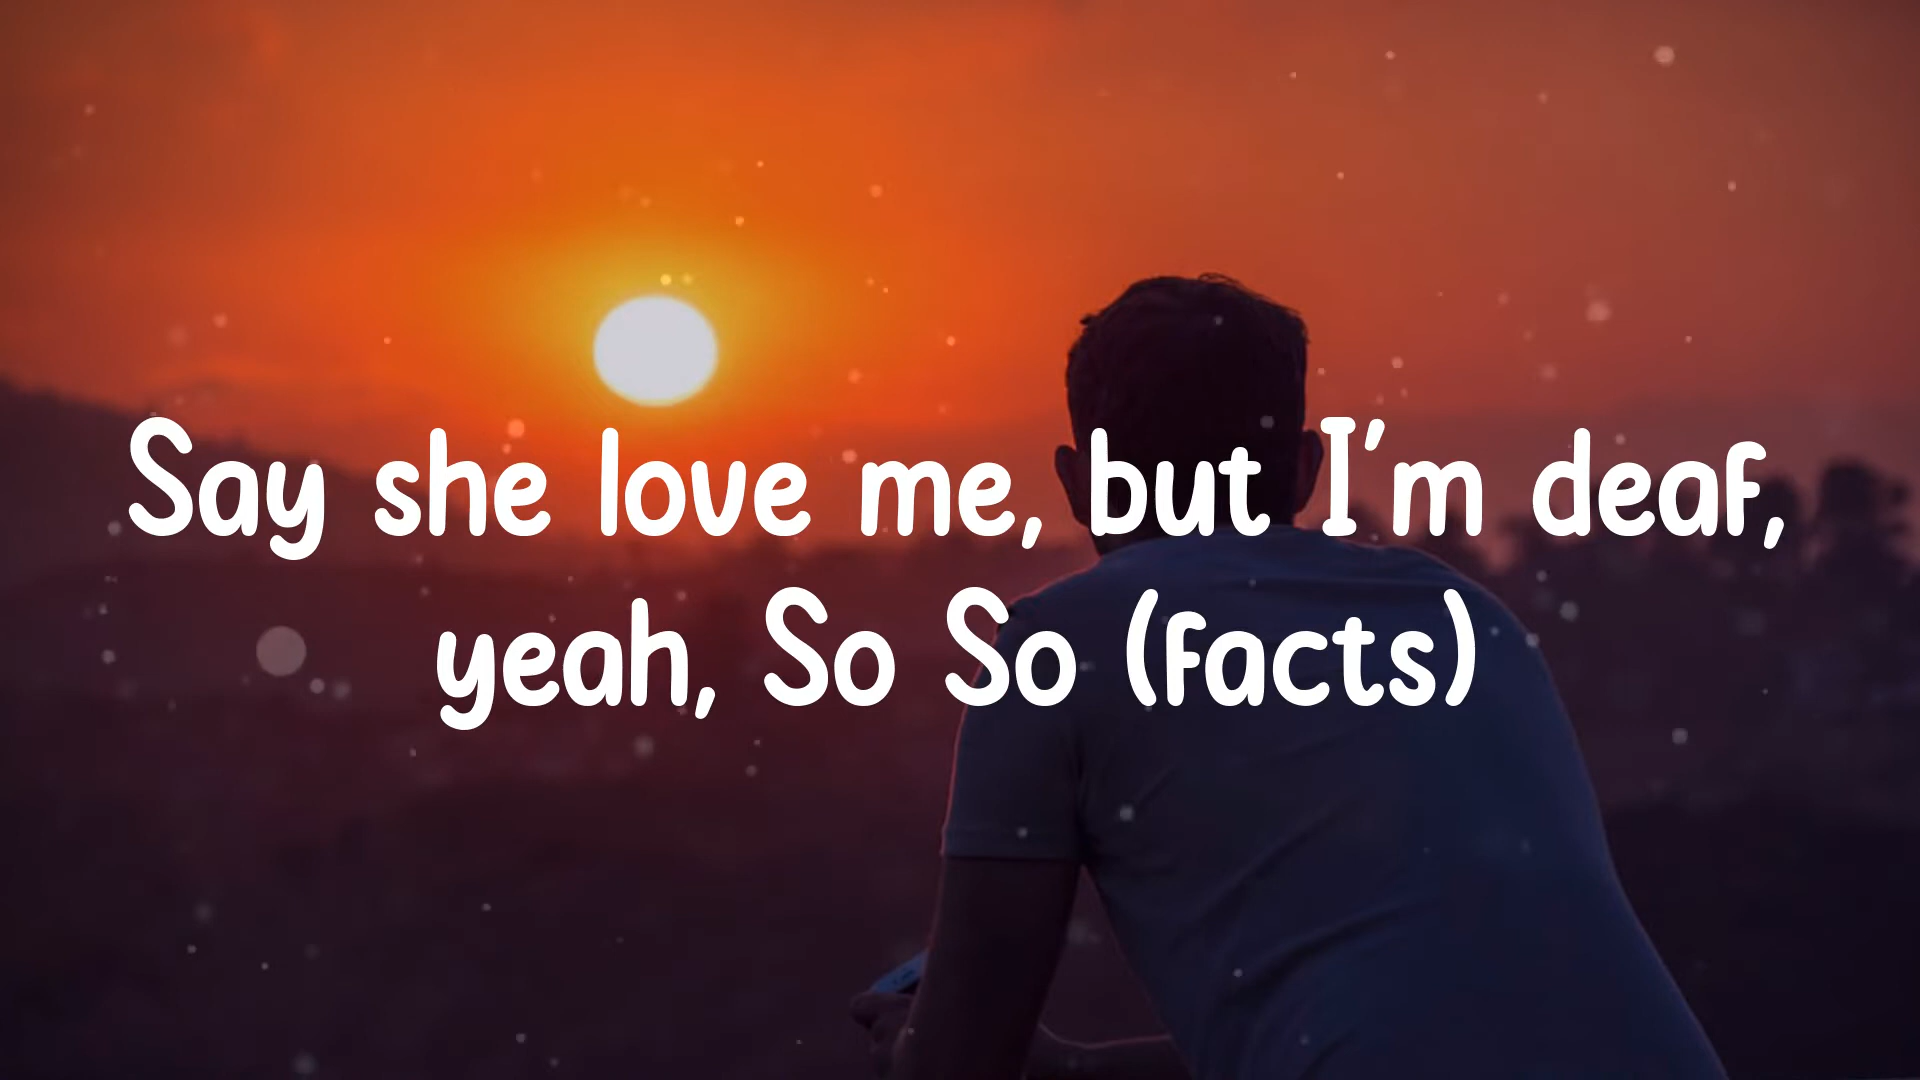 Say she love me, but I'm deaf,
yeah, So So (facts)